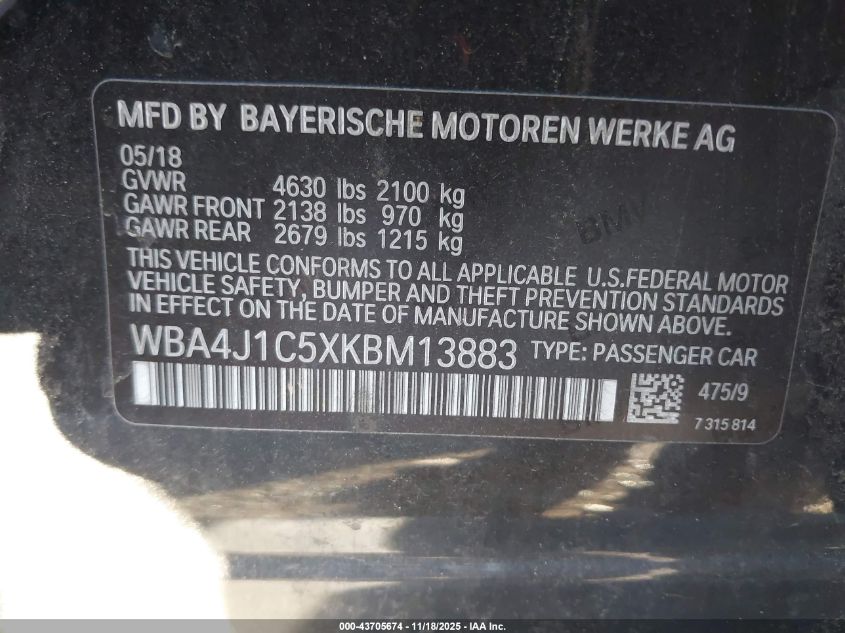 MFD BY BAYERISCHE MOTOREN WERKE AG
05/18
GVWR 4630 lbs 2100 kg
GAWR FRONT 2138 lbs 970 kg
GAWR REAR 2679 lbs 1215 kg
BMW
THIS VEHICLE CONFORMS TO ALL APPLICABLE U.S.FEDERAL MOTOR
VEHICLE SAFETY, BUMPER AND THEFT PREVENTION STANDARDS
IN EFFECT ON THE DATE OF MANUFACTURE SHOWN ABOVE.
WBA4J1C5XKBM13883 TYPE: PASSENGER CAR
475/9
7 315 814
000-43705674 - 11/18/2025 - IAA Inc.